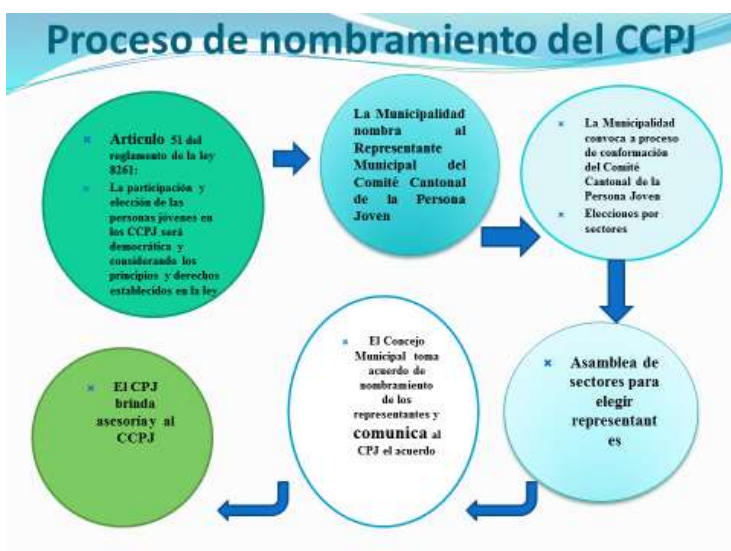 Proceso de nombramiento del CCPJ
Articulo 51 del
reglamento de la ley
8261:
La participación y
elección de las
personas jóvenes en
los CCPJ será
democrática y
considerando los
principios y derechos
establecidos en la ley
La Municipalidad
nombra al
Representante
Municipal del
Comité Cantonal
de la Persona
Joven
La Municipalidad
convoca a proceso
de conformación
del Comité
Cantonal de la
Persona Joven
Elecciones por
sectores
Asamblea de
sectores para
elegir
representant
es
El Concejo
Municipal toma
acuerdo de
nombramiento
de los
representantes y
comunica al
CPJ el acuerdo
El CPJ
brinda
asesoría y al
CCPJ